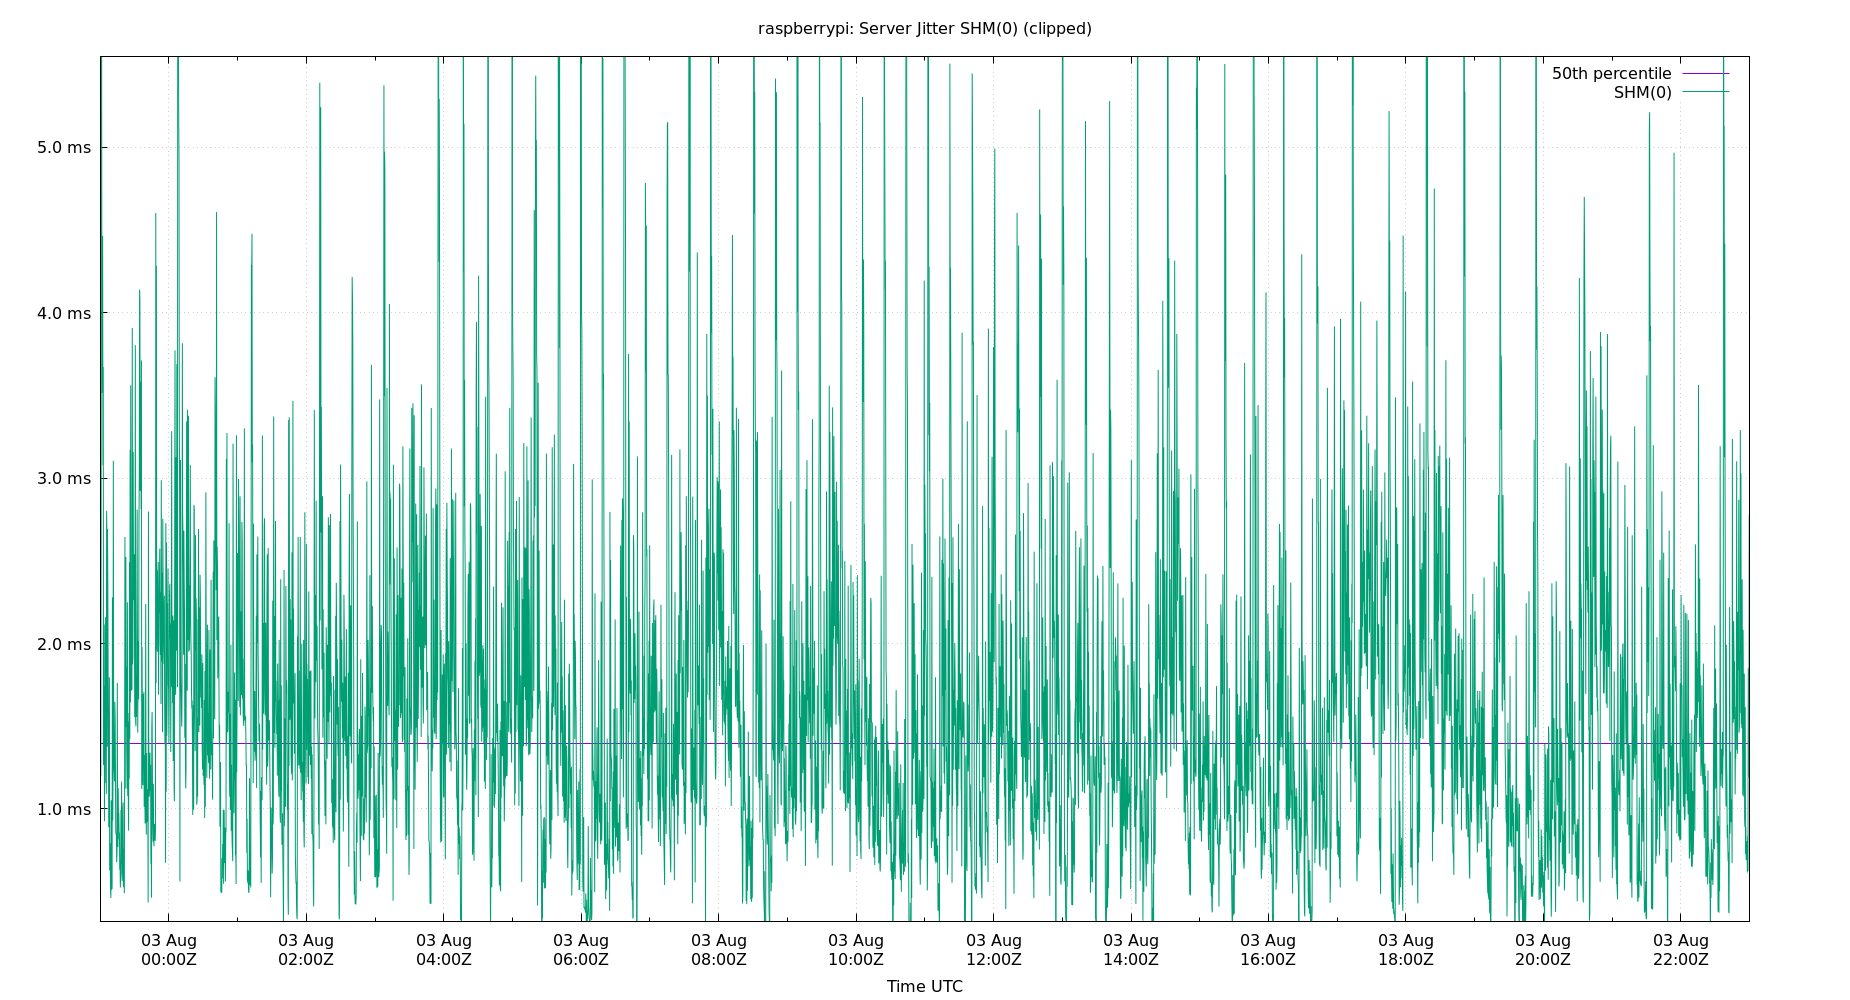 raspberrypi: Server Jitter SHM(0) (clipped)
50th percentile
SHM(0)
5.0 ms
4.0 ms
3.0 ms
2.0 ms
1.0 ms
03 Aug 03 Aug 03 Aug 03 Aug 03 Aug 03 Aug 03 Aug 03 Aug 03 Aug 03 Aug 03 Aug 03 Aug
00:00Z 02:00Z 04:00Z 06:00Z 08:00Z 10:00Z 12:00Z 14:00Z 16:00Z 18:00Z 20:00Z 22:00Z
Time UTC